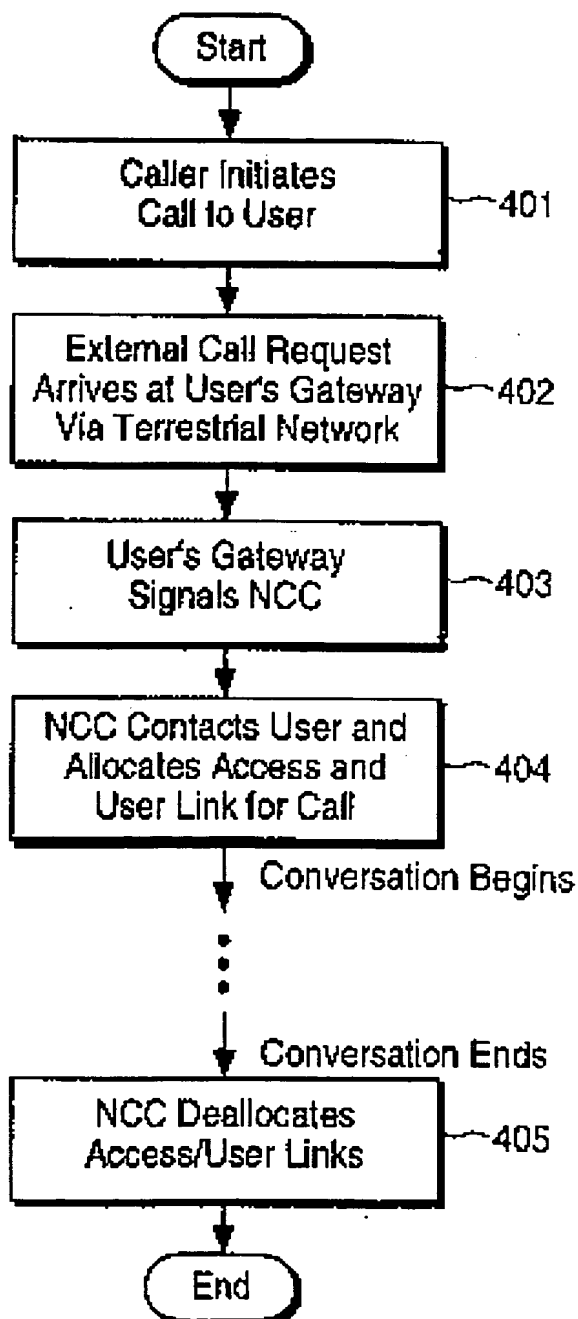 Start
Caller Initiates
Call to User
401
External Call Request
Arrives at User's Gateway
Via Terrestrial Network
402
User's Gateway
Signals NCC
403
NCC Contacts User and
Allocates Access and
User Link for Call
404
Conversation Begins
Conversation Ends
NCC Deallocates
Access/User Links
405
End